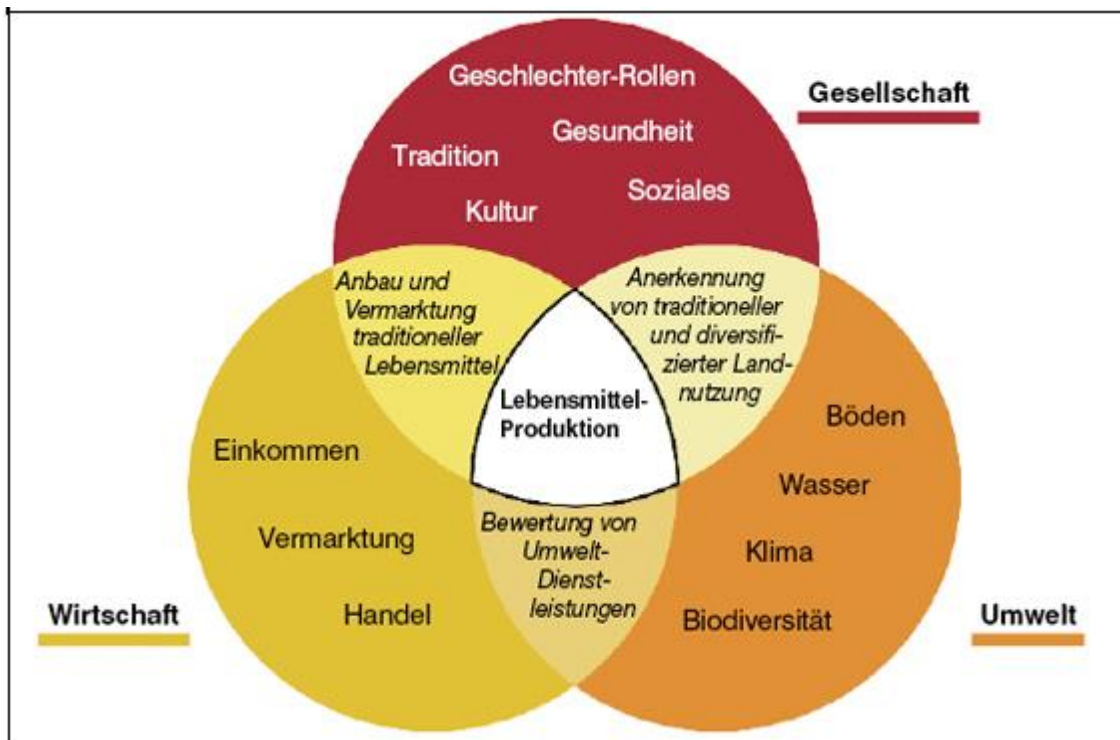 Geschlechter-Rollen
Gesellschaft
Gesundheit
Tradition
Soziales
Kultur
Anbau und
Vermarktung
traditioneller
Lebensmittel
Anerkennung
von traditioneller
und diversifi-
zierter Land-
nutzung
Lebensmittel-
Produktion
Einkommen
Vermarktung
Handel
Wirtschaft
Bewertung von
Umwelt-
Dienst-
leistungen
Böden
Wasser
Klima
Biodiversität
Umwelt